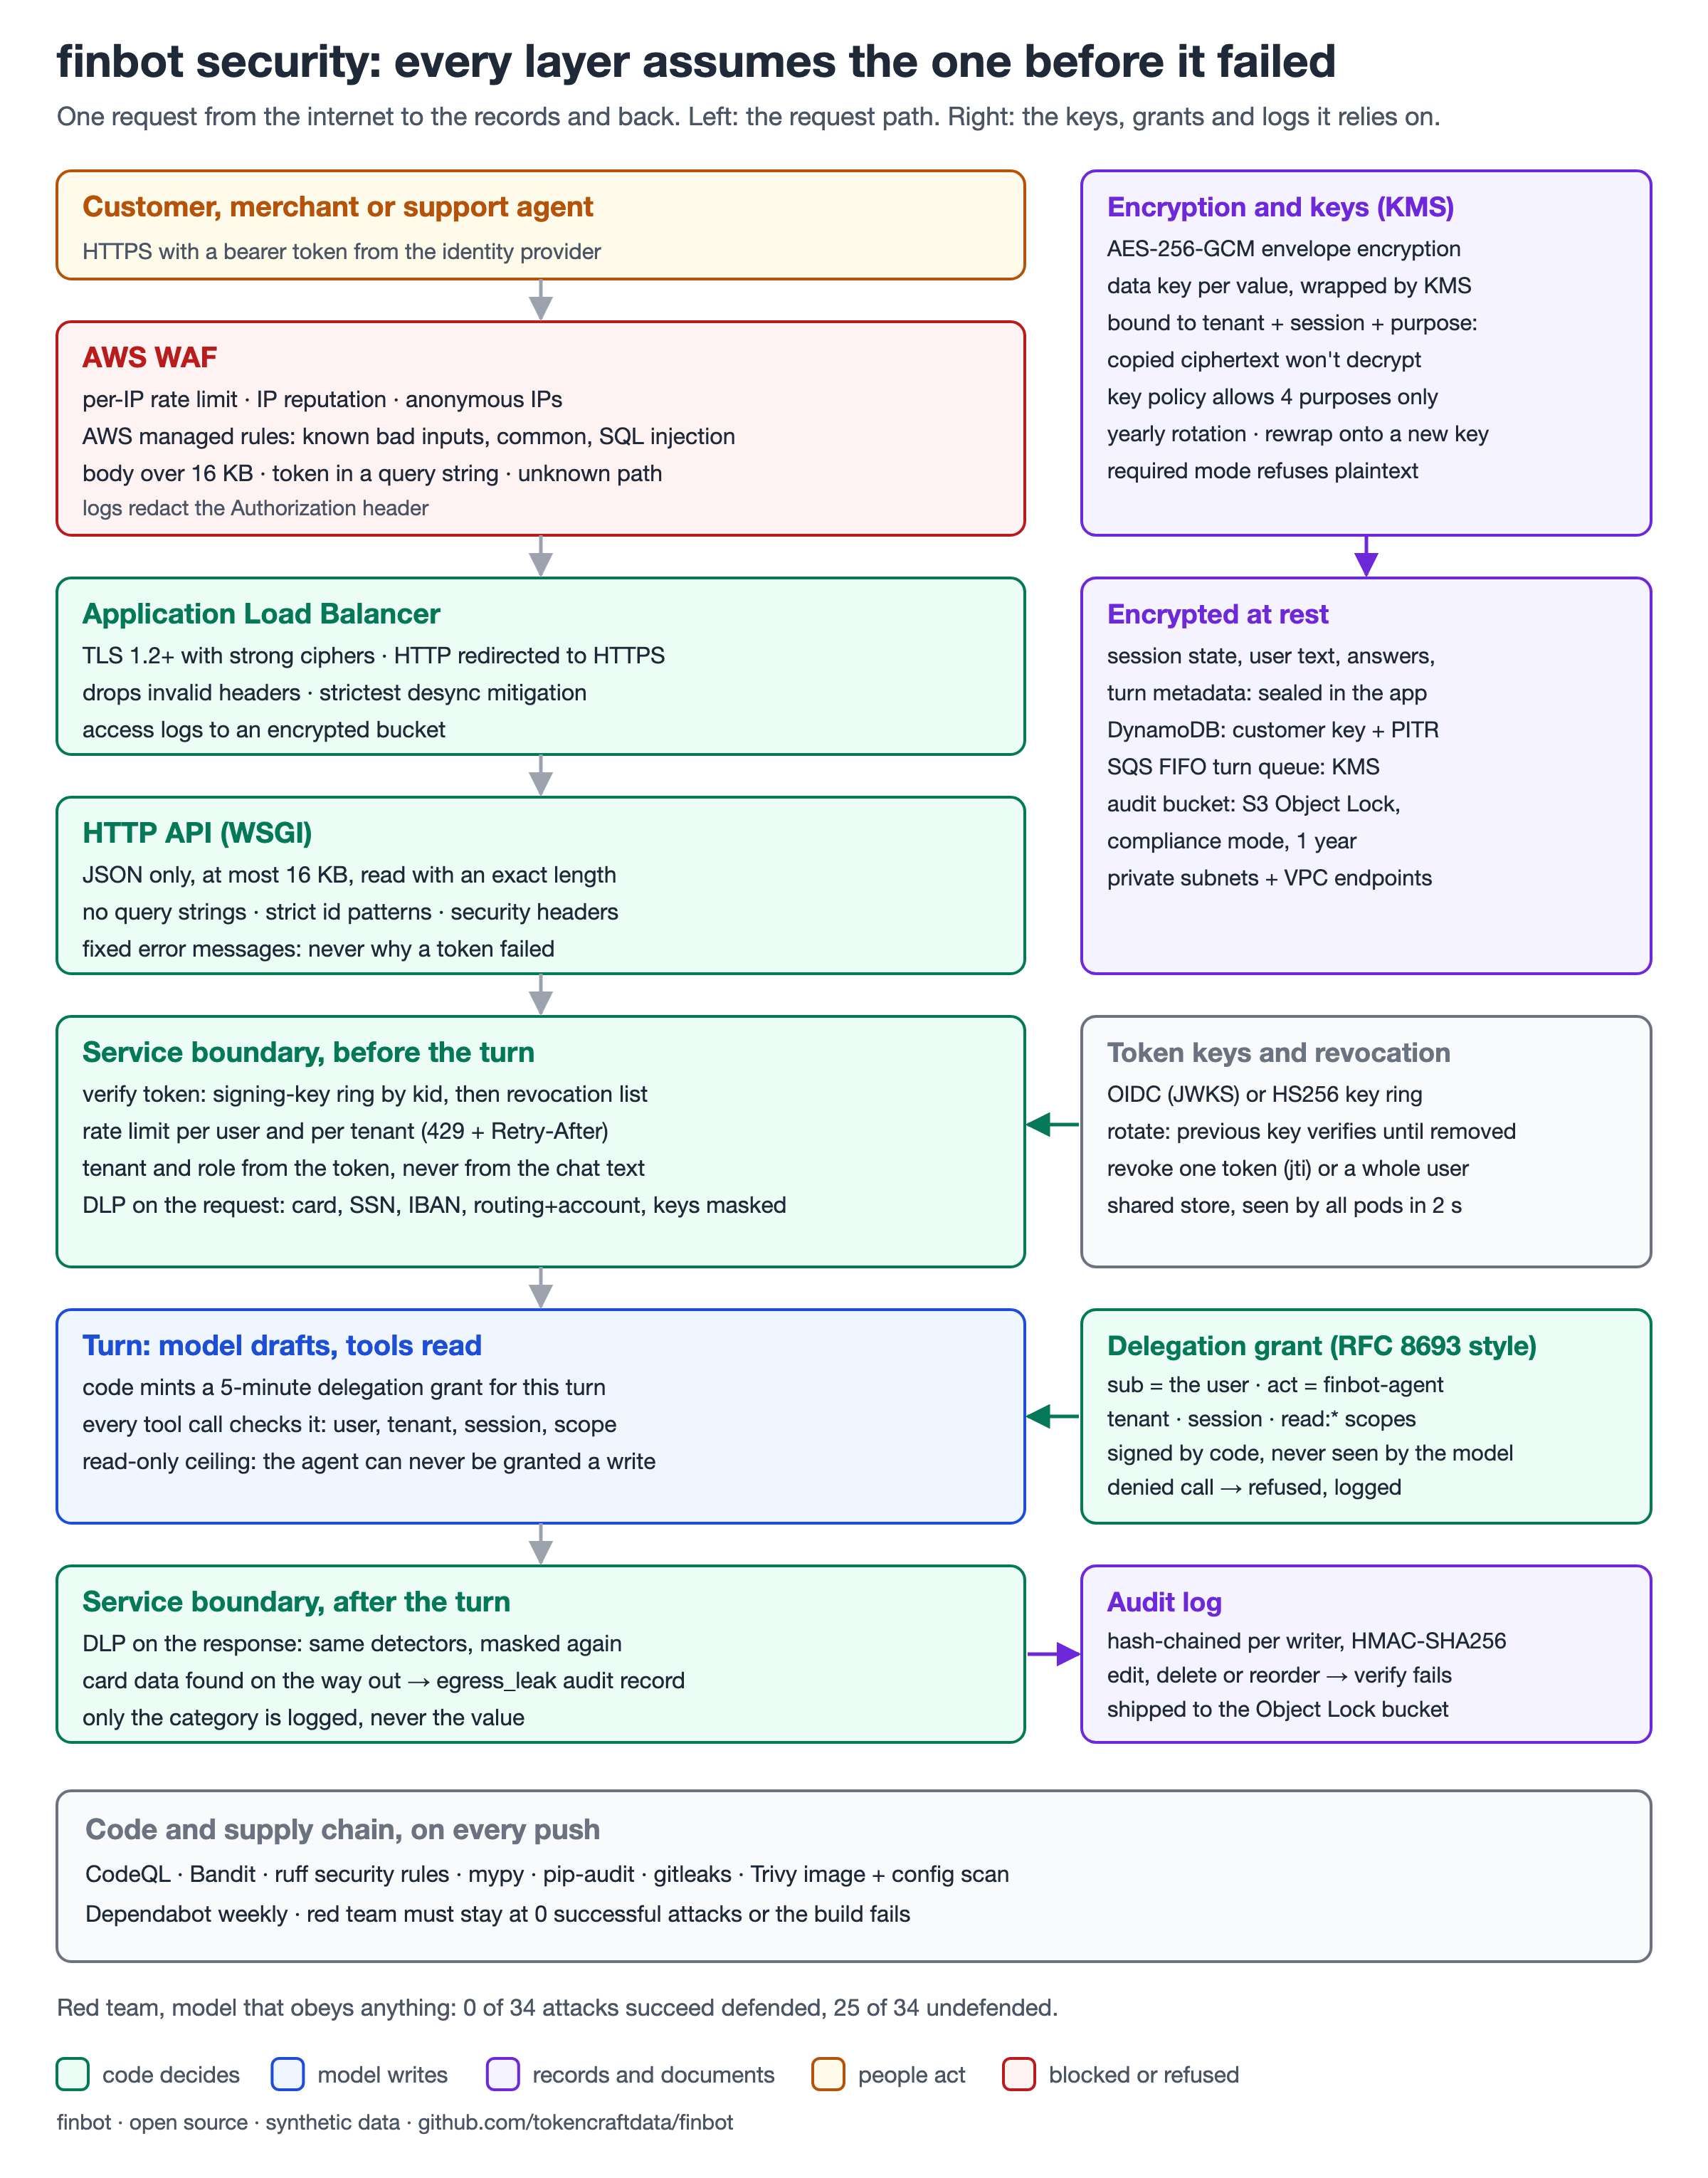 finbot security: every layer assumes the one before it failed
One request from the internet to the records and back. Left: the request path. Right: the keys, grants and logs it relies on.
Customer, merchant or support agent
HTTPS with a bearer token from the identity provider
AWS WAF
per-IP rate limit · IP reputation · anonymous IPs
AWS managed rules: known bad inputs, common, SQL injection
body over 16 KB · token in a query string · unknown path
logs redact the Authorization header
Encryption and keys (KMS)
AES-256-GCM envelope encryption
data key per value, wrapped by KMS
bound to tenant + session + purpose:
copied ciphertext won't decrypt
key policy allows 4 purposes only
yearly rotation · rewrap onto a new key
required mode refuses plaintext
Application Load Balancer
TLS 1.2+ with strong ciphers · HTTP redirected to HTTPS
drops invalid headers · strictest desync mitigation
access logs to an encrypted bucket
HTTP API (WSGI)
JSON only, at most 16 KB, read with an exact length
no query strings · strict id patterns · security headers
fixed error messages: never why a token failed
Encrypted at rest
session state, user text, answers,
turn metadata: sealed in the app
DynamoDB: customer key + PITR
SQS FIFO turn queue: KMS
audit bucket: S3 Object Lock,
compliance mode, 1 year
private subnets + VPC endpoints
Service boundary, before the turn
verify token: signing-key ring by kid, then revocation list
rate limit per user and per tenant (429 + Retry-After)
tenant and role from the token, never from the chat text
DLP on the request: card, SSN, IBAN, routing+account, keys masked
Token keys and revocation
OIDC (JWKS) or HS256 key ring
rotate: previous key verifies until removed
revoke one token (jti) or a whole user
shared store, seen by all pods in 2 s
Turn: model drafts, tools read
code mints a 5-minute delegation grant for this turn
every tool call checks it: user, tenant, session, scope
read-only ceiling: the agent can never be granted a write
Delegation grant (RFC 8693 style)
sub = the user · act = finbot-agent
tenant · session · read:* scopes
signed by code, never seen by the model
denied call → refused, logged
Service boundary, after the turn
DLP on the response: same detectors, masked again
card data found on the way out → egress_leak audit record
only the category is logged, never the value
Audit log
hash-chained per writer, HMAC-SHA256
edit, delete or reorder → verify fails
shipped to the Object Lock bucket
Code and supply chain, on every push
CodeQL · Bandit · ruff security rules · mypy · pip-audit · gitleaks · Trivy image + config scan
Dependabot weekly · red team must stay at 0 successful attacks or the build fails
Red team, model that obeys anything: 0 of 34 attacks succeed defended, 25 of 34 undefended.
code decides
model writes
records and documents
people act
blocked or refused
finbot · open source · synthetic data · github.com/tokencraftdata/finbot